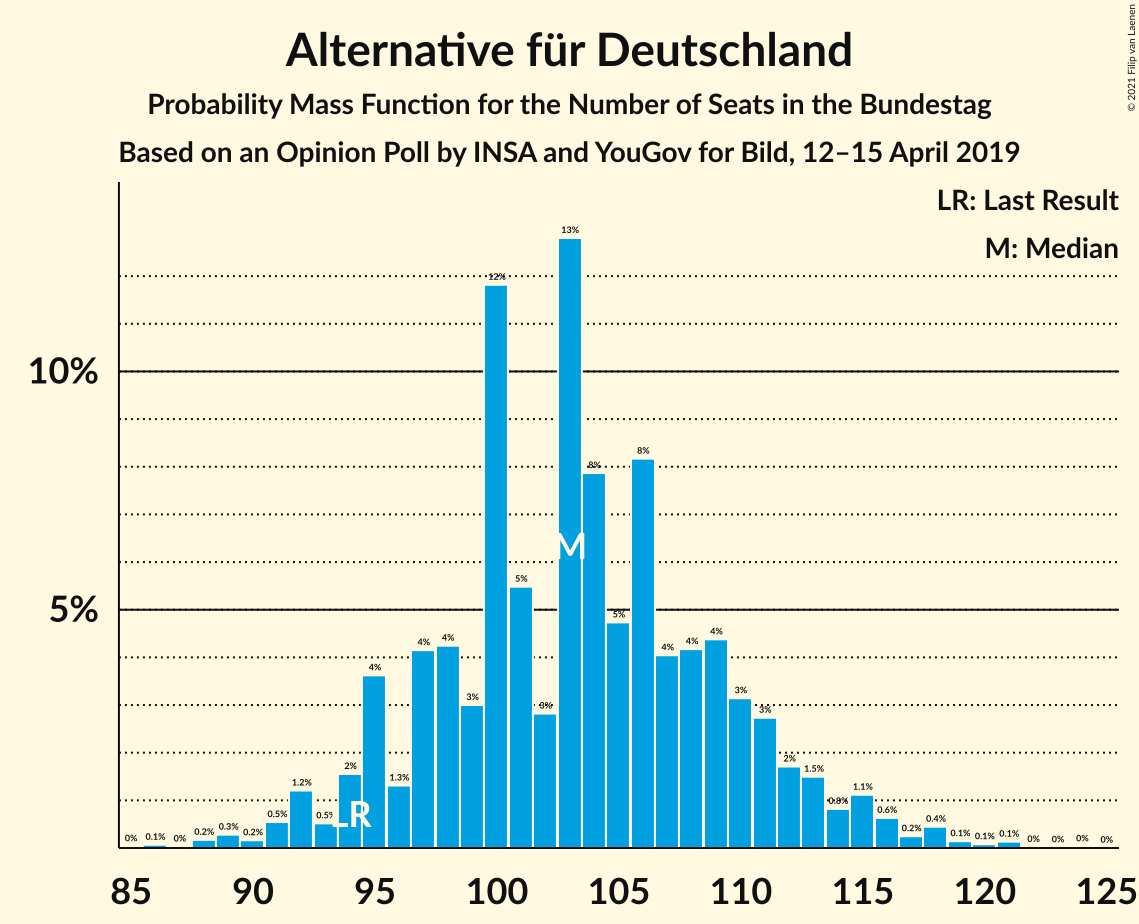 Alternative für Deutschland
Probability Mass Function for the Number of Seats in the Bundestag
Based on an Opinion Poll by INSA and YouGov for Bild, 12–15 April 2019
© 2021 Filip van Laenen
LR: Last Result
M: Median
10%
5%
0% 0.1% 0% 0.2% 0.3% 0.2% 0.5% 1.2% 0.5% 2% 4% 1.3% 4% 4% 3% 12% 5% 3% 13% 8% 5% 8% 4% 4% 4% 3% 3% 2% 1.5% 0.8% 1.1% 0.6% 0.2% 0.4% 0.1% 0.1% 0.1% 0% 0% 0% 0%
LR
M
85 90 95 100 105 110 115 120 125